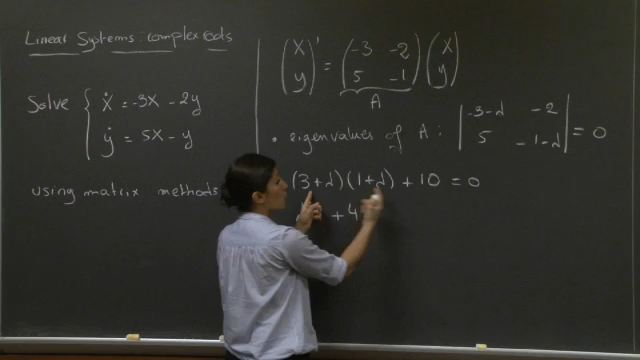 Linear Systems: complex roots
Solve { ẋ = -3x - 2y
ẏ = 5x - y
using matrix methods
(x y)' = (-3 -2 5 -1) (x y)
A
• eigenvalues of A: |-3-λ -2 5 -1-λ| = 0
(3+λ)(1+λ) + 10 = 0
+ 4